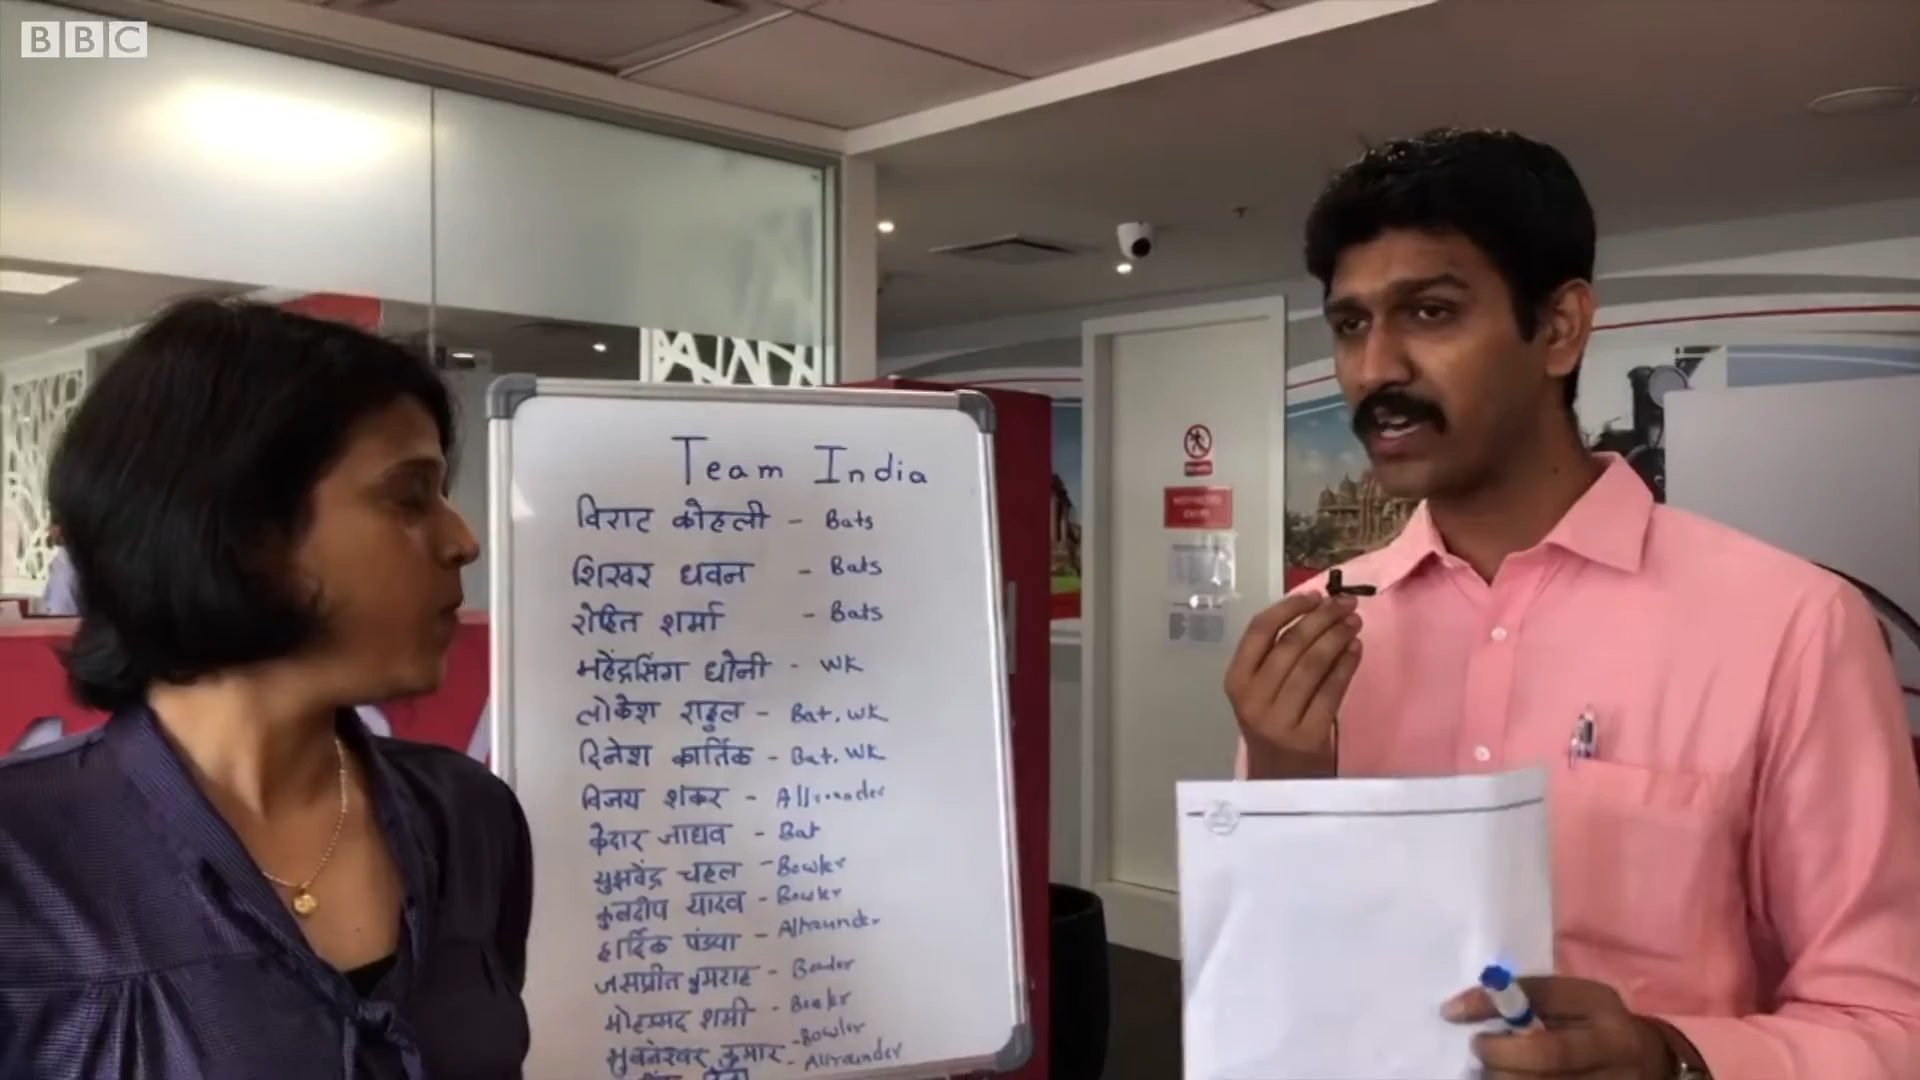 BBC
Team India
विराट कोहली - Bats
शिखर धवन - Bats
रोहित शर्मा - Bats
महेंद्रसिंग धोनी - WK
लोकेश राहुल - Bat, WK
दिनेश कार्तिक - Bat, WK
विजय शंकर - Allrounder
केदार जाधव - Bat
युझवेंद्र चहल - Bowler
कुलदीप यादव - Bowler
हार्दिक पंड्या - Allrounder
जसप्रीत बुमराह - Bowler
मोहम्मद शमी - Bowler
भुवनेश्वर कुमार - Bowler
- Allrounder